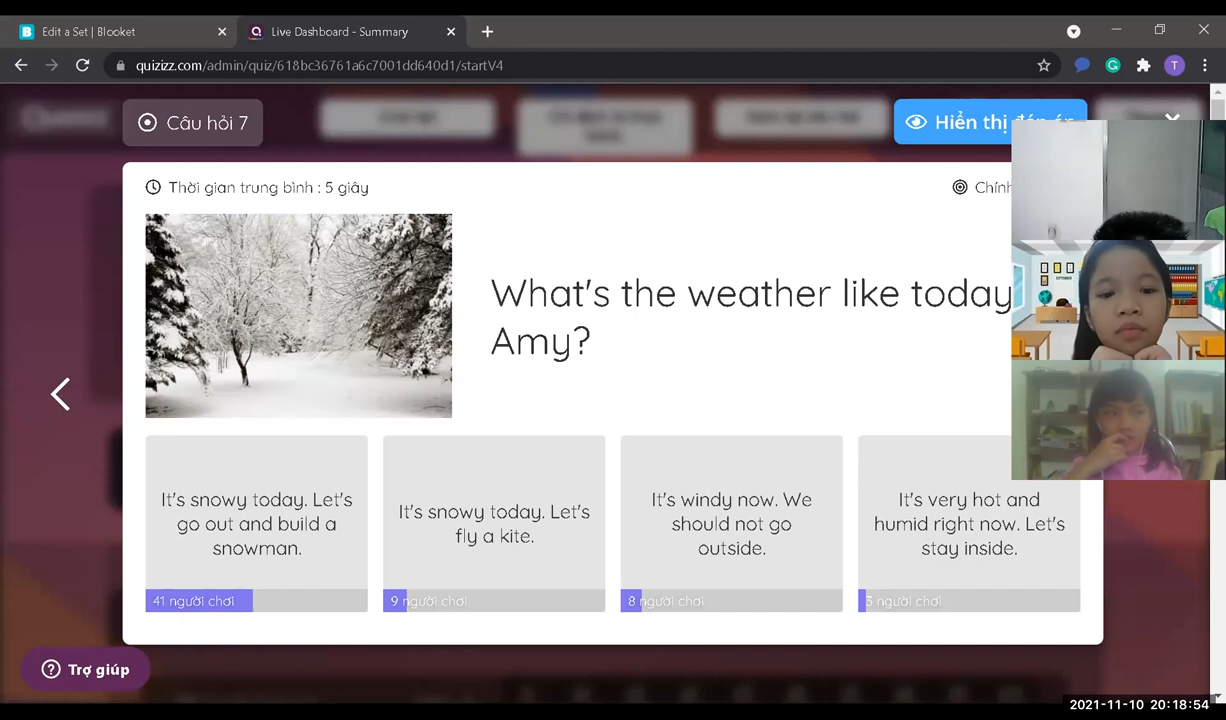 Edit a Set | Blooket
Live Dashboard - Summary
quizizz.com/admin/quiz/618bc36761a6c7001dd640d1/startV4
T
Câu hỏi 7
Hiển thị
Thời gian trung bình : 5 giây
Chính
What's the weather like today
Amy?
It's snowy today. Let's
go out and build a
snowman.
41 người chơi
It's snowy today. Let's
fly a kite.
9 người chơi
It's windy now. We
should not go
outside.
8 người chơi
It's very hot and
humid right now. Let's
stay inside.
3 người chơi
Trợ giúp
2021-11-10 20:18:54